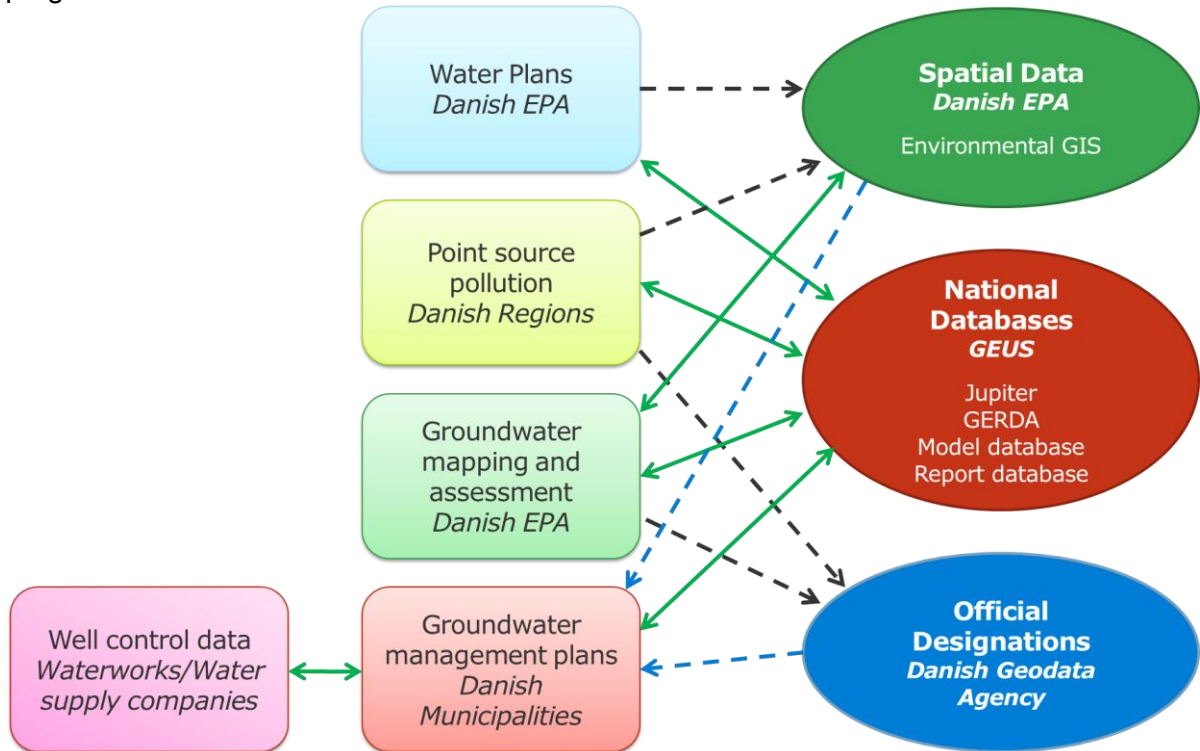 Water Plans
Danish EPA
Spatial Data
Danish EPA
Environmental GIS
Point source
pollution
Danish Regions
National
Databases
GEUS
Jupiter
GERDA
Model database
Report database
Groundwater
mapping and
assessment
Danish EPA
Well control data
Waterworks/Water
supply companies
Groundwater
management plans
Danish
Municipalities
Official
Designations
Danish Geodata
Agency